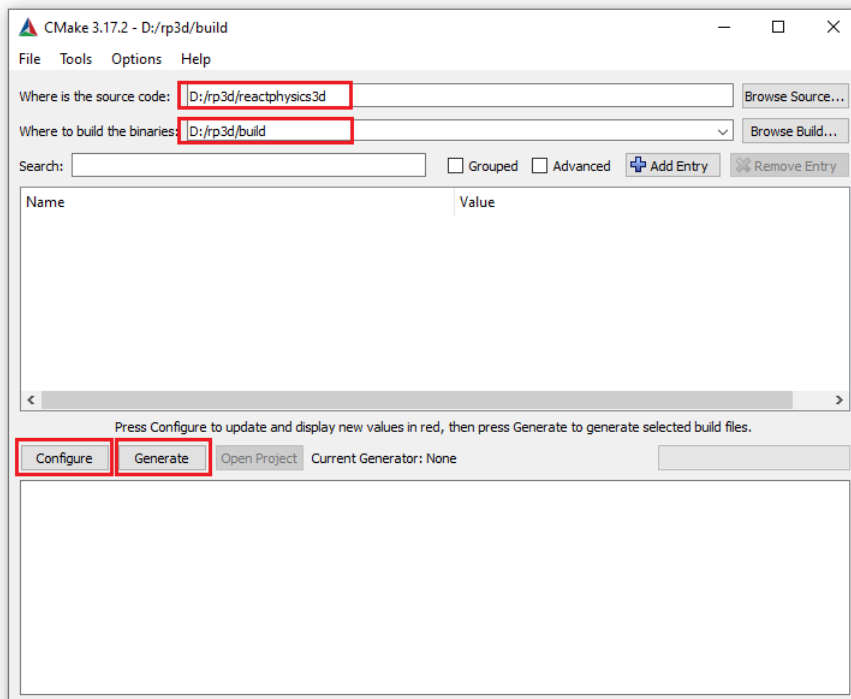 CMake 3.17.2 - D:/rp3d/build
File Tools Options Help
Where is the source code: D:/rp3d/reactphysics3d Browse Source...
Where to build the binaries: D:/rp3d/build Browse Build...
Search: Grouped Advanced Add Entry Remove Entry
Name Value
Press Configure to update and display new values in red, then press Generate to generate selected build files.
Configure Generate Open Project Current Generator: None